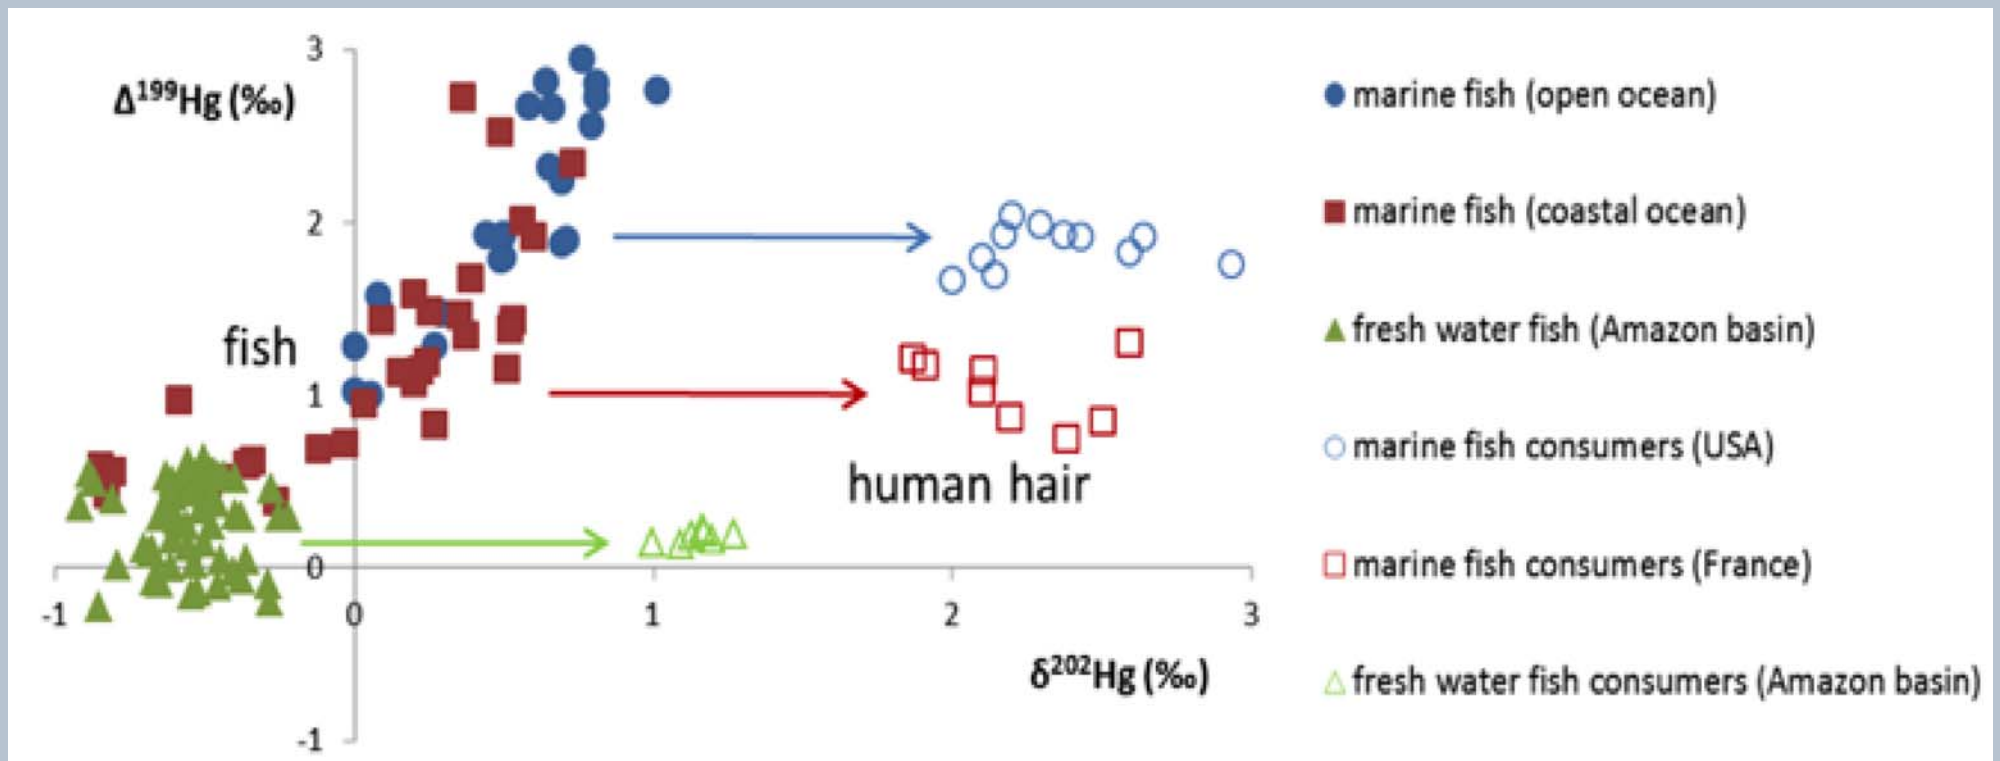 3
Δ¹⁹⁹Hg (‰)
2
fish
1
human hair
0
-1 0 1 2 3
δ²⁰²Hg (‰)
-1
marine fish (open ocean)
marine fish (coastal ocean)
fresh water fish (Amazon basin)
marine fish consumers (USA)
marine fish consumers (France)
fresh water fish consumers (Amazon basin)